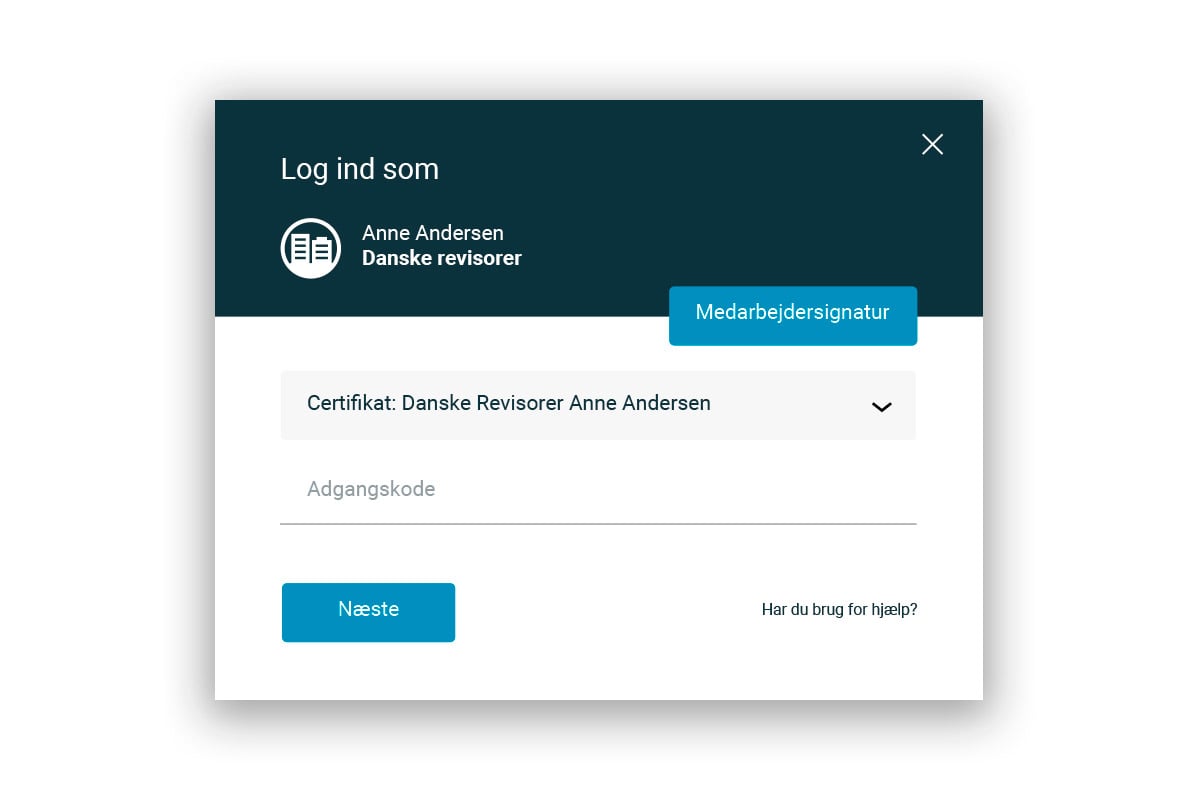 Log ind som
Anne Andersen
Danske revisorer
Medarbejdersignatur
Certifikat: Danske Revisorer Anne Andersen
Adgangskode
Næste
Har du brug for hjælp?